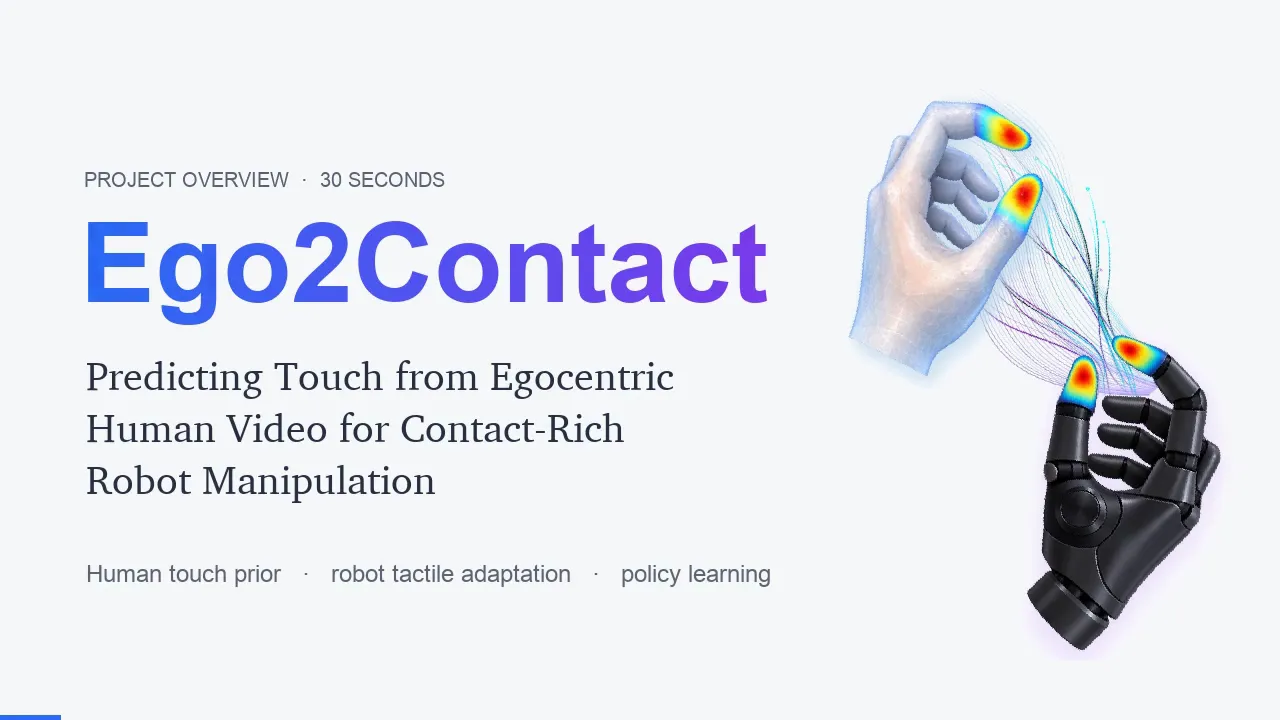 PROJECT OVERVIEW · 30 SECONDS
Ego2Contact
Predicting Touch from Egocentric
Human Video for Contact-Rich
Robot Manipulation
Human touch prior · robot tactile adaptation · policy learning